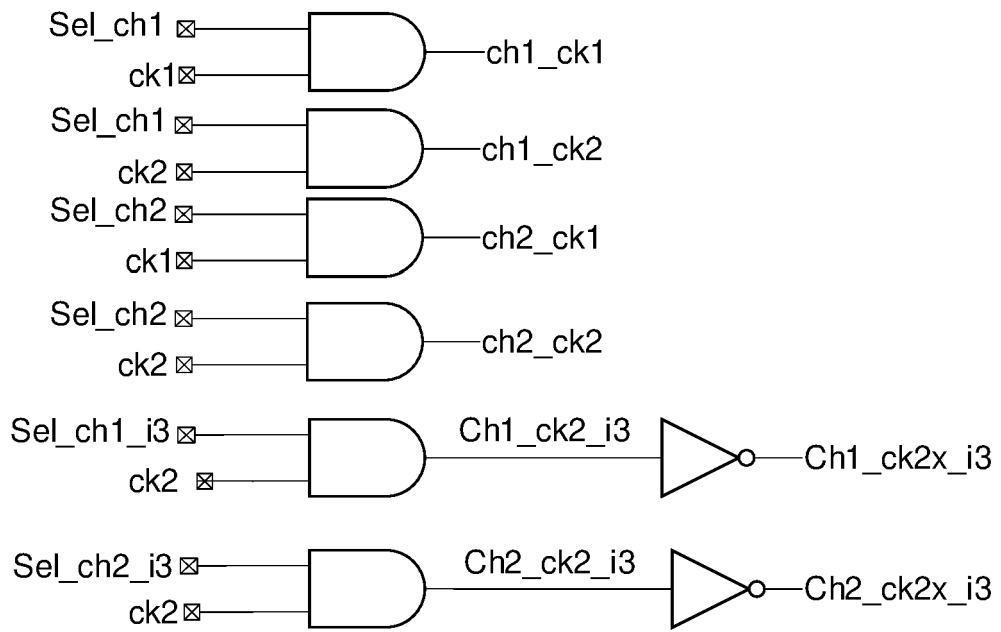 Sel_ch1
ck1
ch1_ck1
Sel_ch1
ck2
ch1_ck2
Sel_ch2
ck1
ch2_ck1
Sel_ch2
ck2
ch2_ck2
Sel_ch1_i3
ck2
Ch1_ck2_i3
Ch1_ck2x_i3
Sel_ch2_i3
ck2
Ch2_ck2_i3
Ch2_ck2x_i3